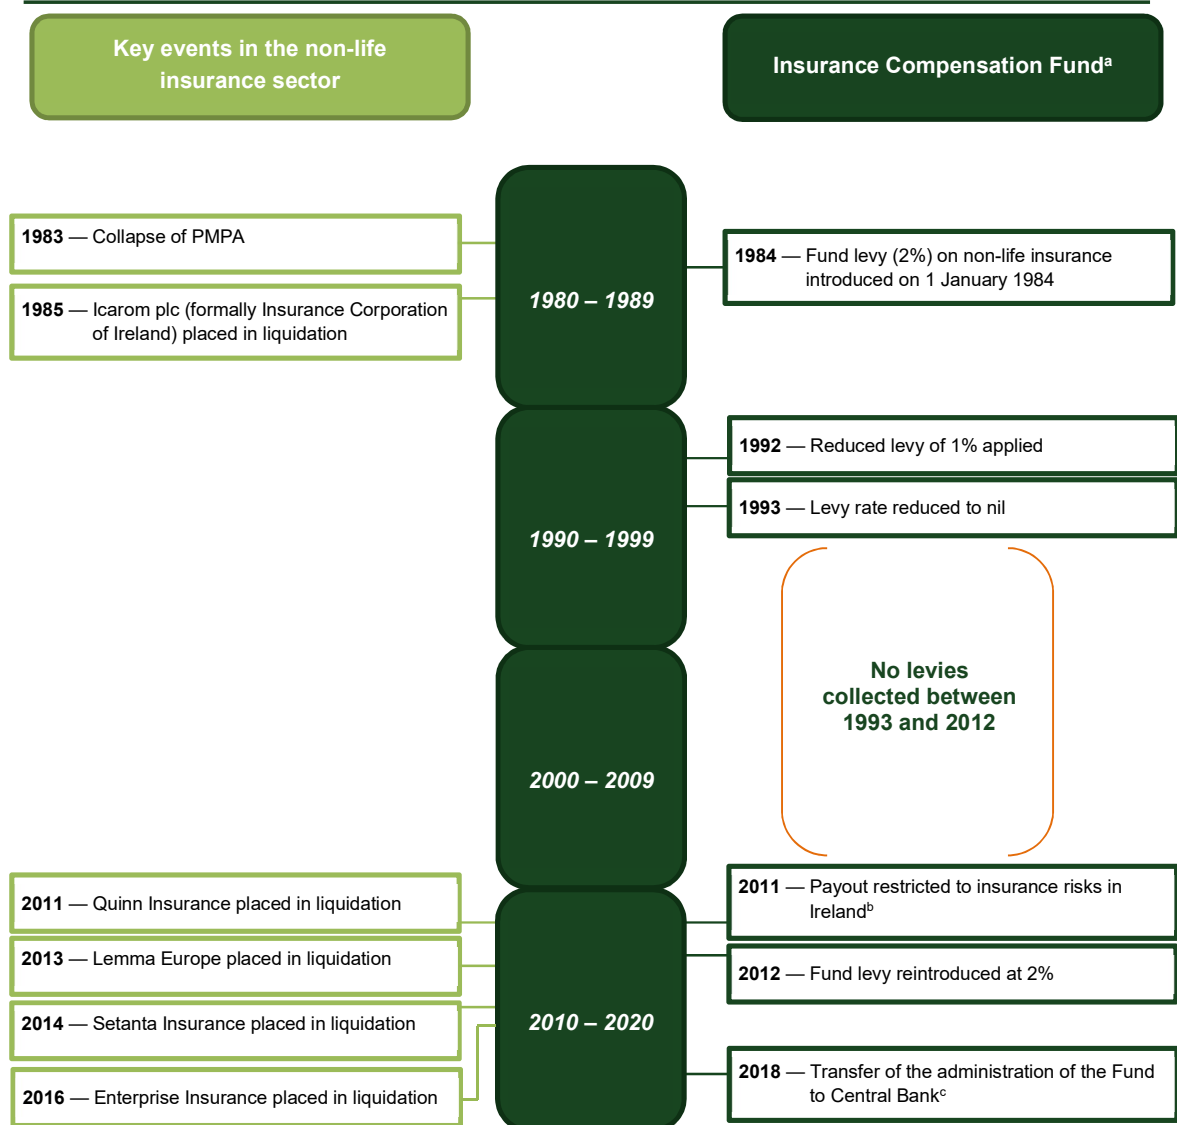 Key events in the non-life
insurance sector
Insurance Compensation Fundᵃ
1983 — Collapse of PMPA
1985 — Icarom plc (formally Insurance Corporation
of Ireland) placed in liquidation
1980 – 1989
1984 — Fund levy (2%) on non-life insurance
introduced on 1 January 1984
1990 – 1999
1992 — Reduced levy of 1% applied
1993 — Levy rate reduced to nil
No levies
collected between
1993 and 2012
2000 – 2009
2011 — Quinn Insurance placed in liquidation
2013 — Lemma Europe placed in liquidation
2014 — Setanta Insurance placed in liquidation
2016 — Enterprise Insurance placed in liquidation
2010 – 2020
2011 — Payout restricted to insurance risks in
Irelandᵇ
2012 — Fund levy reintroduced at 2%
2018 — Transfer of the administration of the Fund
to Central Bankᶜ